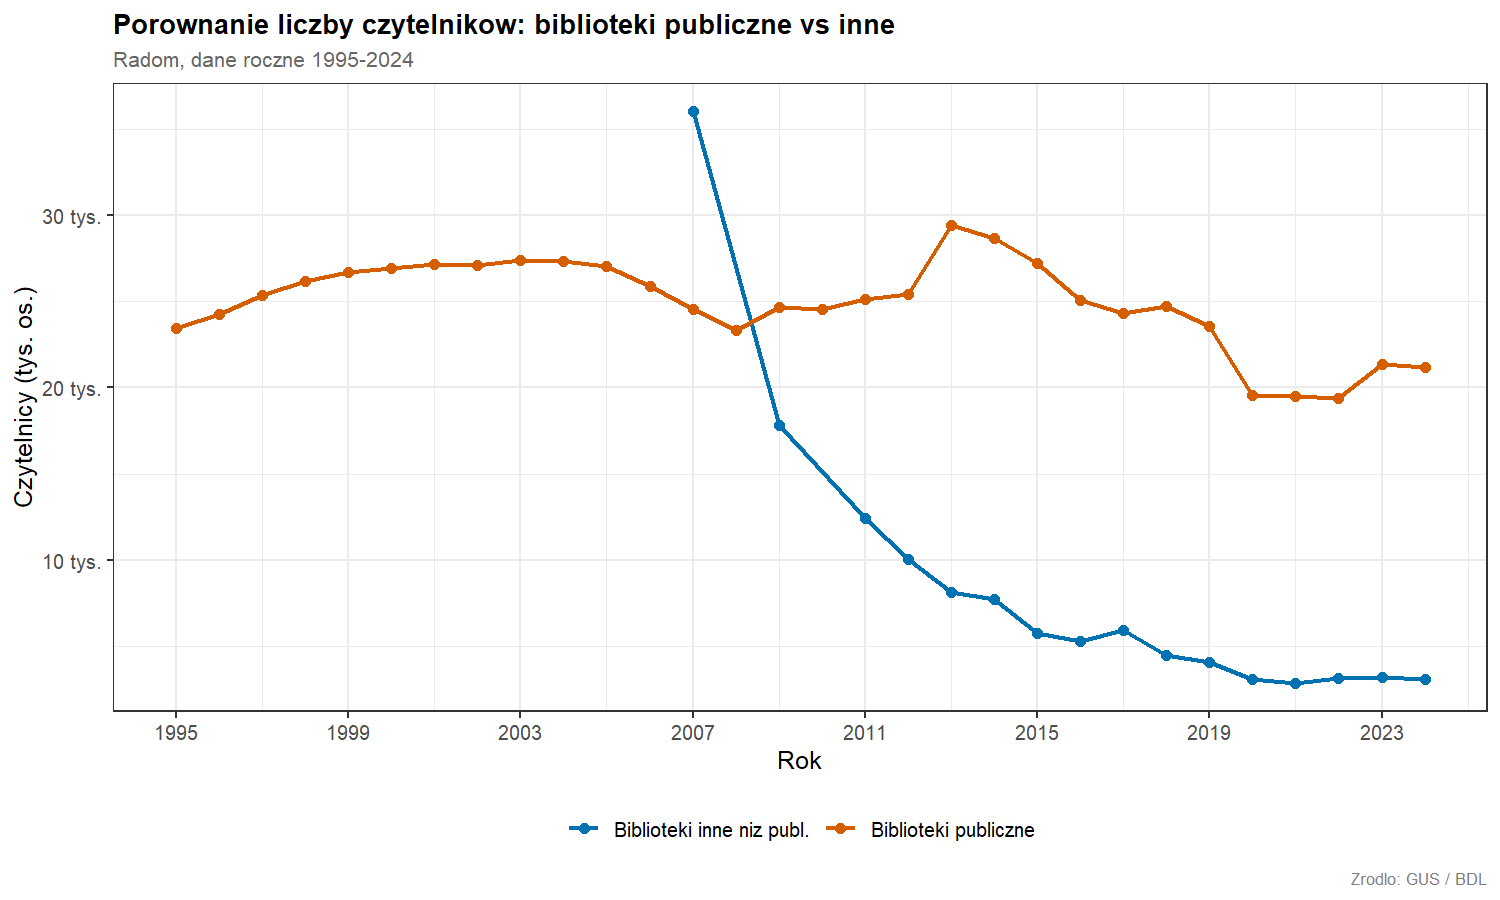 Porownanie liczby czytelnikow: biblioteki publiczne vs inne
Radom, dane roczne 1995-2024
Czytelnicy (tys. os.)
30 tys.
20 tys.
10 tys.
1995 1999 2003 2007 2011 2015 2019 2023
Rok
Biblioteki inne niz publ. Biblioteki publiczne
Zrodlo: GUS / BDL